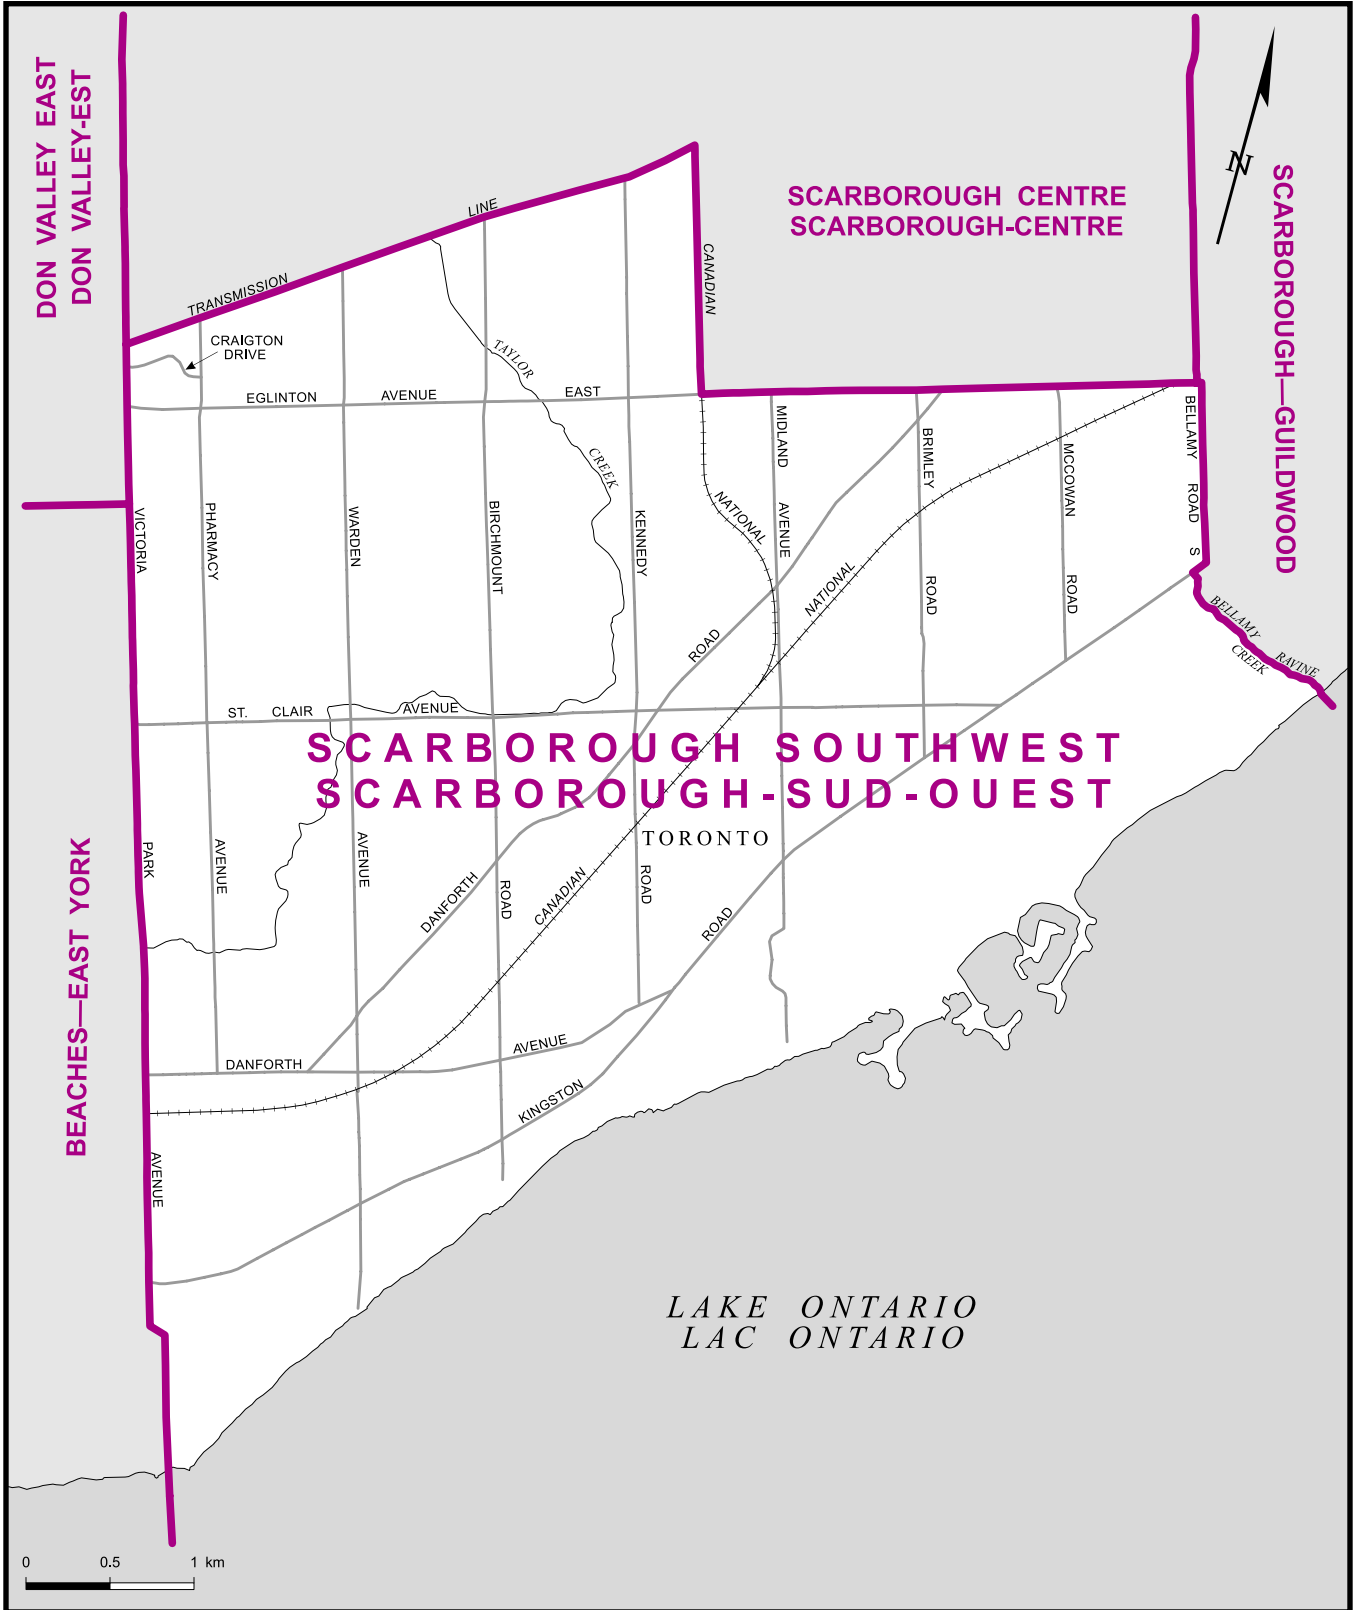 DON VALLEY EAST
DON VALLEY-EST
SCARBOROUGH CENTRE
SCARBOROUGH-CENTRE
N
SCARBOROUGH—GUILDWOOD
TRANSMISSION
LINE
CANADIAN
CRAIGTON
DRIVE
TAYLOR
CREEK
EGLINTON AVENUE EAST
VICTORIA
PARK
AVENUE
PHARMACY
AVENUE
WARDEN
AVENUE
BIRCHMOUNT
ROAD
KENNEDY
ROAD
NATIONAL
MIDLAND
AVENUE
BRIMLEY
ROAD
MCCOWAN
ROAD
BELLAMY ROAD S
BELLAMY
CREEK
RAVINE
NATIONAL
CANADIAN
ROAD
DANFORTH
ST. CLAIR AVENUE
SCARBOROUGH SOUTHWEST
SCARBOROUGH-SUD-OUEST
TORONTO
BEACHES—EAST YORK
ROAD
KINGSTON
DANFORTH
AVENUE
LAKE ONTARIO
LAC ONTARIO
0 0.5 1 km